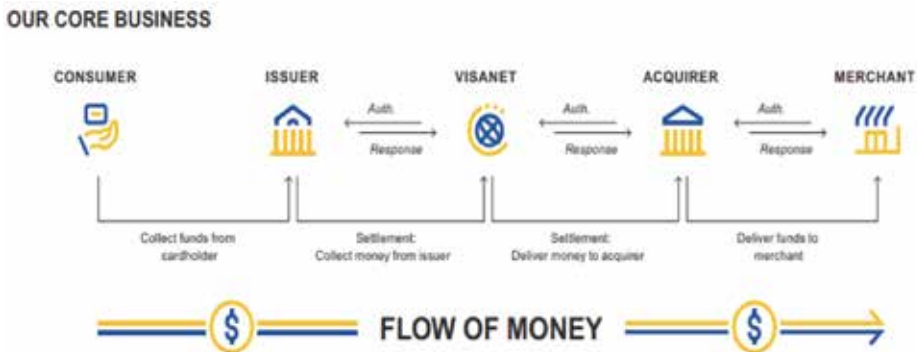 OUR CORE BUSINESS
CONSUMER
ISSUER
VISANET
ACQUIRER
MERCHANT
Auth.
Response
Auth.
Response
Auth.
Response
Collect funds from
cardholder
Settlement:
Collect money from issuer
Settlement:
Deliver money to acquirer
Deliver funds to
merchant
$
FLOW OF MONEY
$